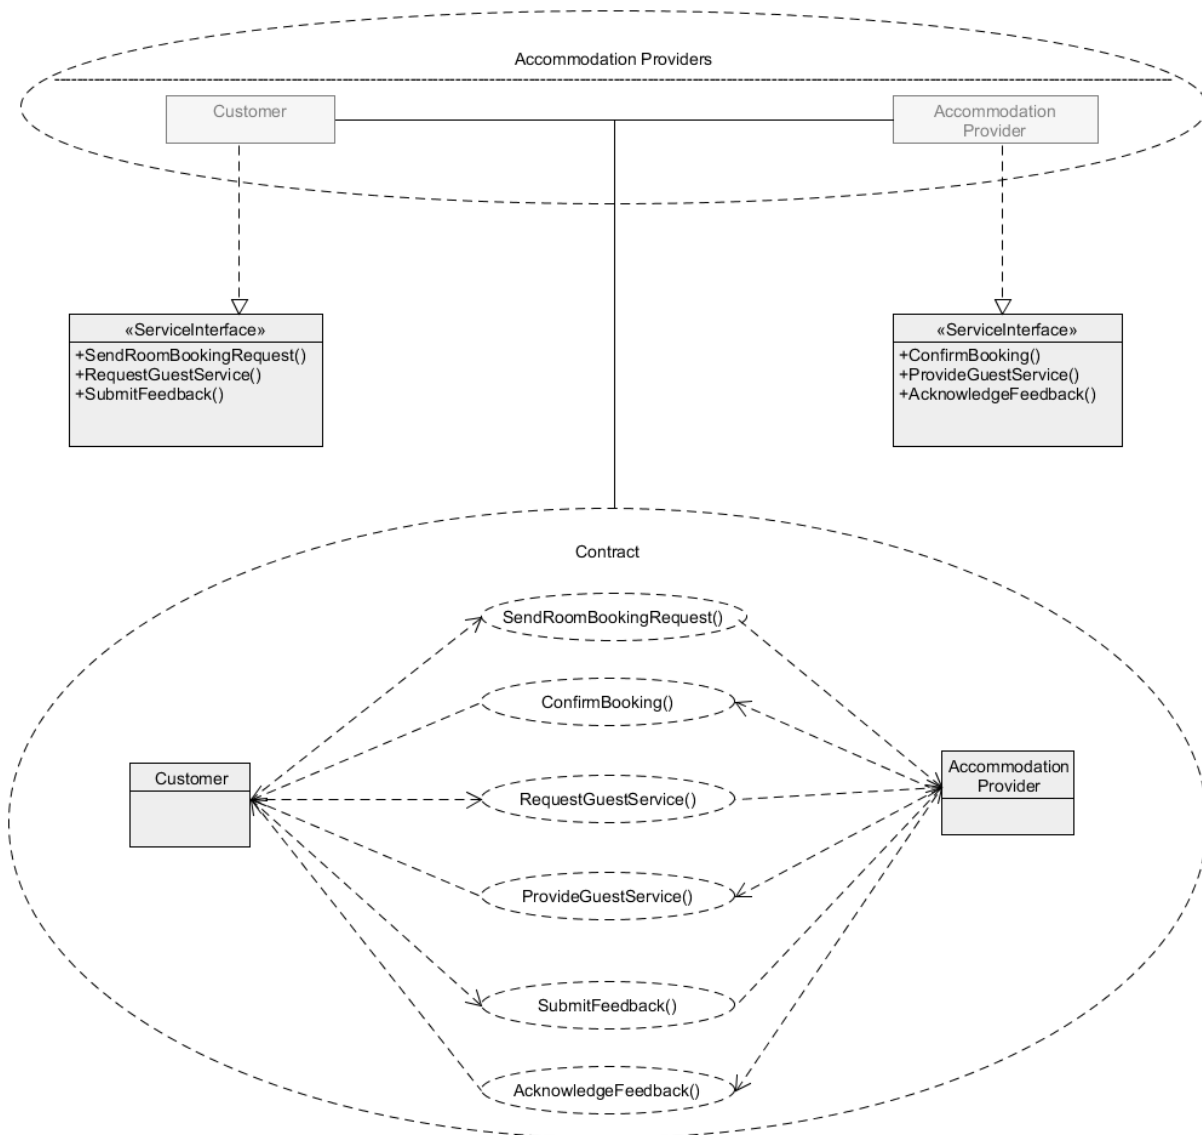 Accommodation Providers
Customer
Accommodation
Provider
«ServiceInterface»
+SendRoomBookingRequest()
+RequestGuestService()
+SubmitFeedback()
«ServiceInterface»
+ConfirmBooking()
+ProvideGuestService()
+AcknowledgeFeedback()
Contract
SendRoomBookingRequest()
ConfirmBooking()
Customer
Accommodation
Provider
RequestGuestService()
ProvideGuestService()
SubmitFeedback()
AcknowledgeFeedback()